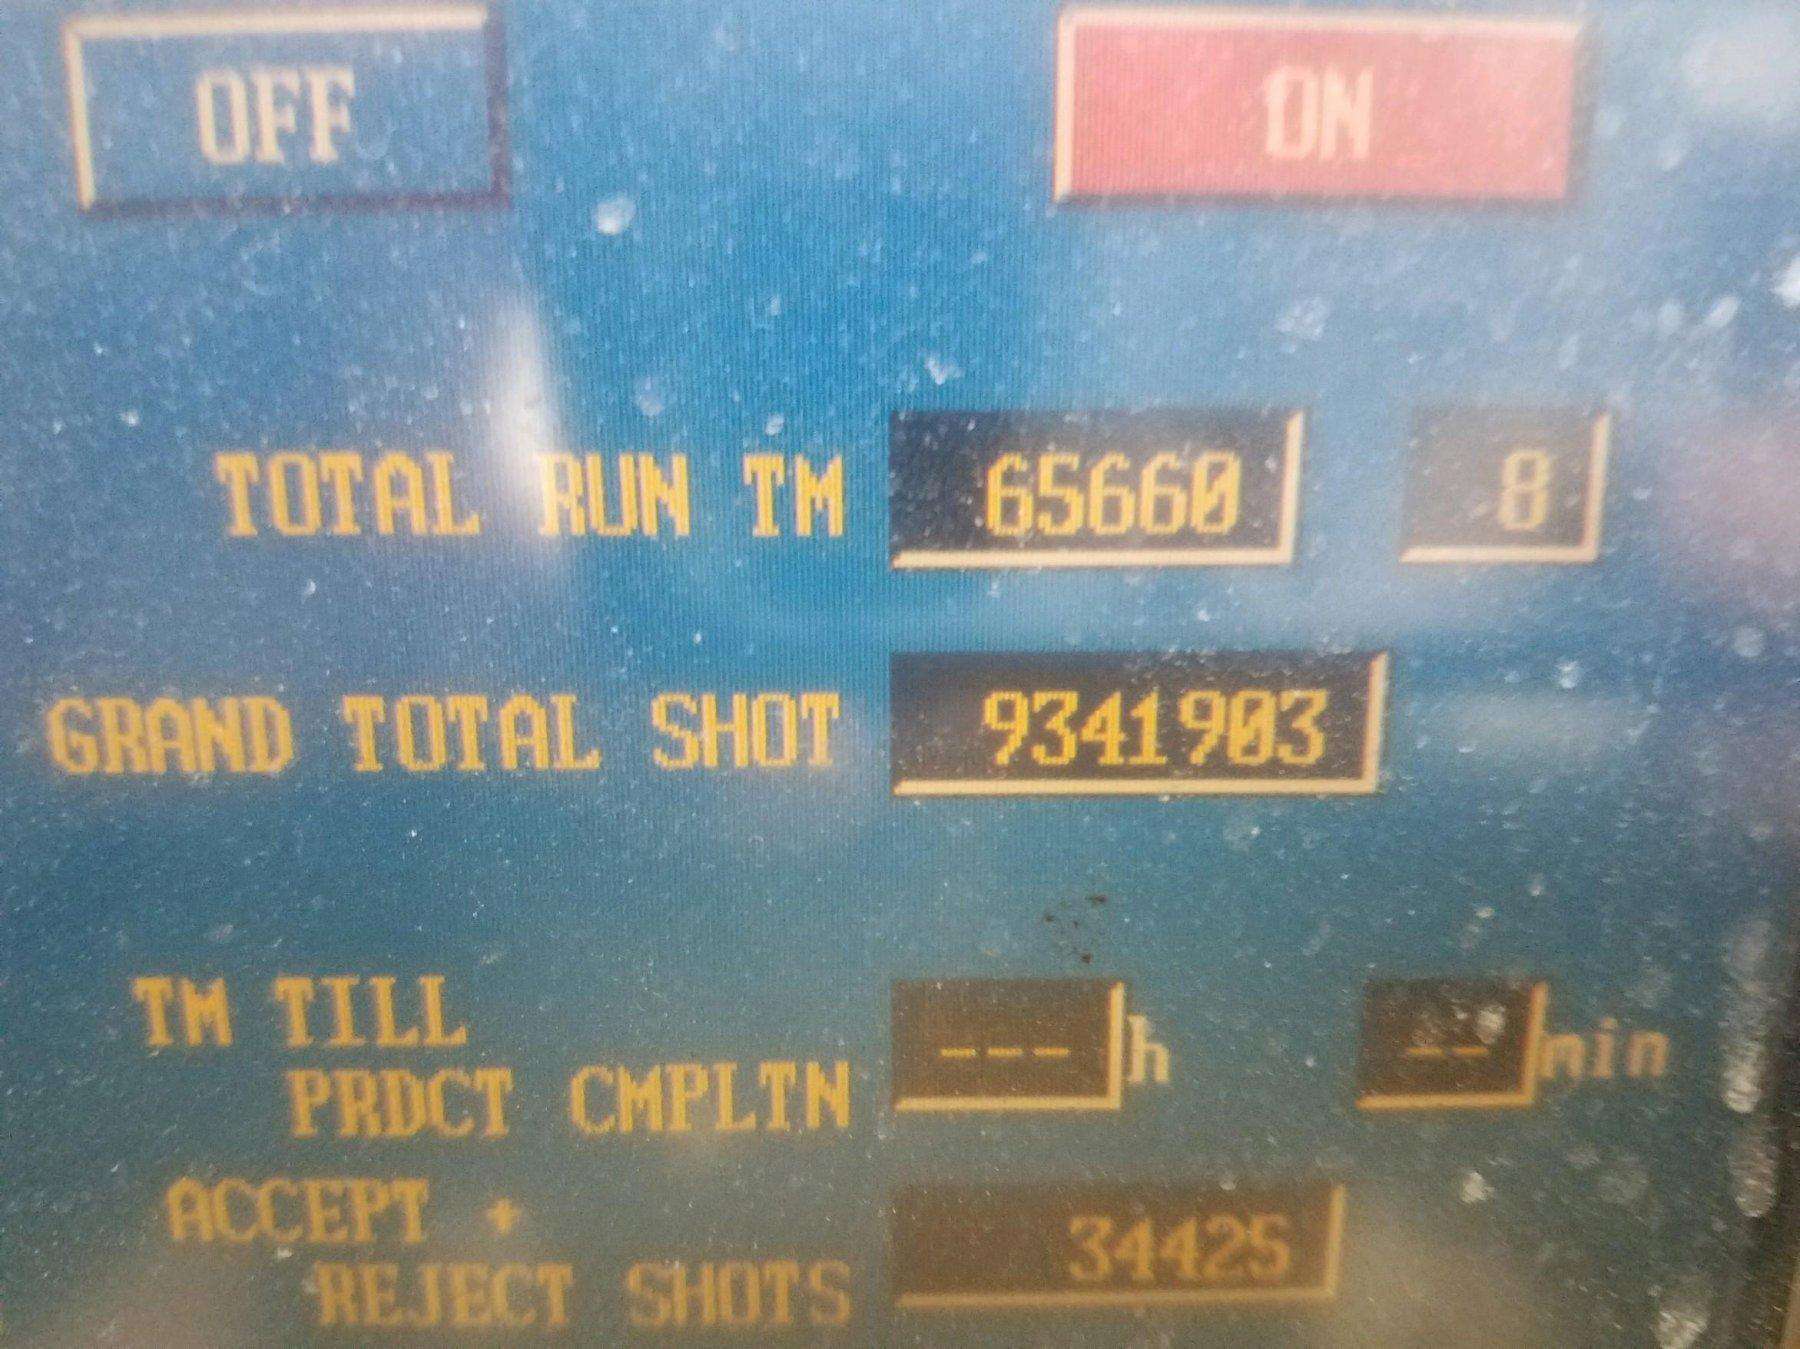 OFF ON
TOTAL RUN TM 65660 8
GRAND TOTAL SHOT 9341903
TM TILL
PRDCT CMPLTN --- h -- min
ACCEPT +
REJECT SHOTS 34425